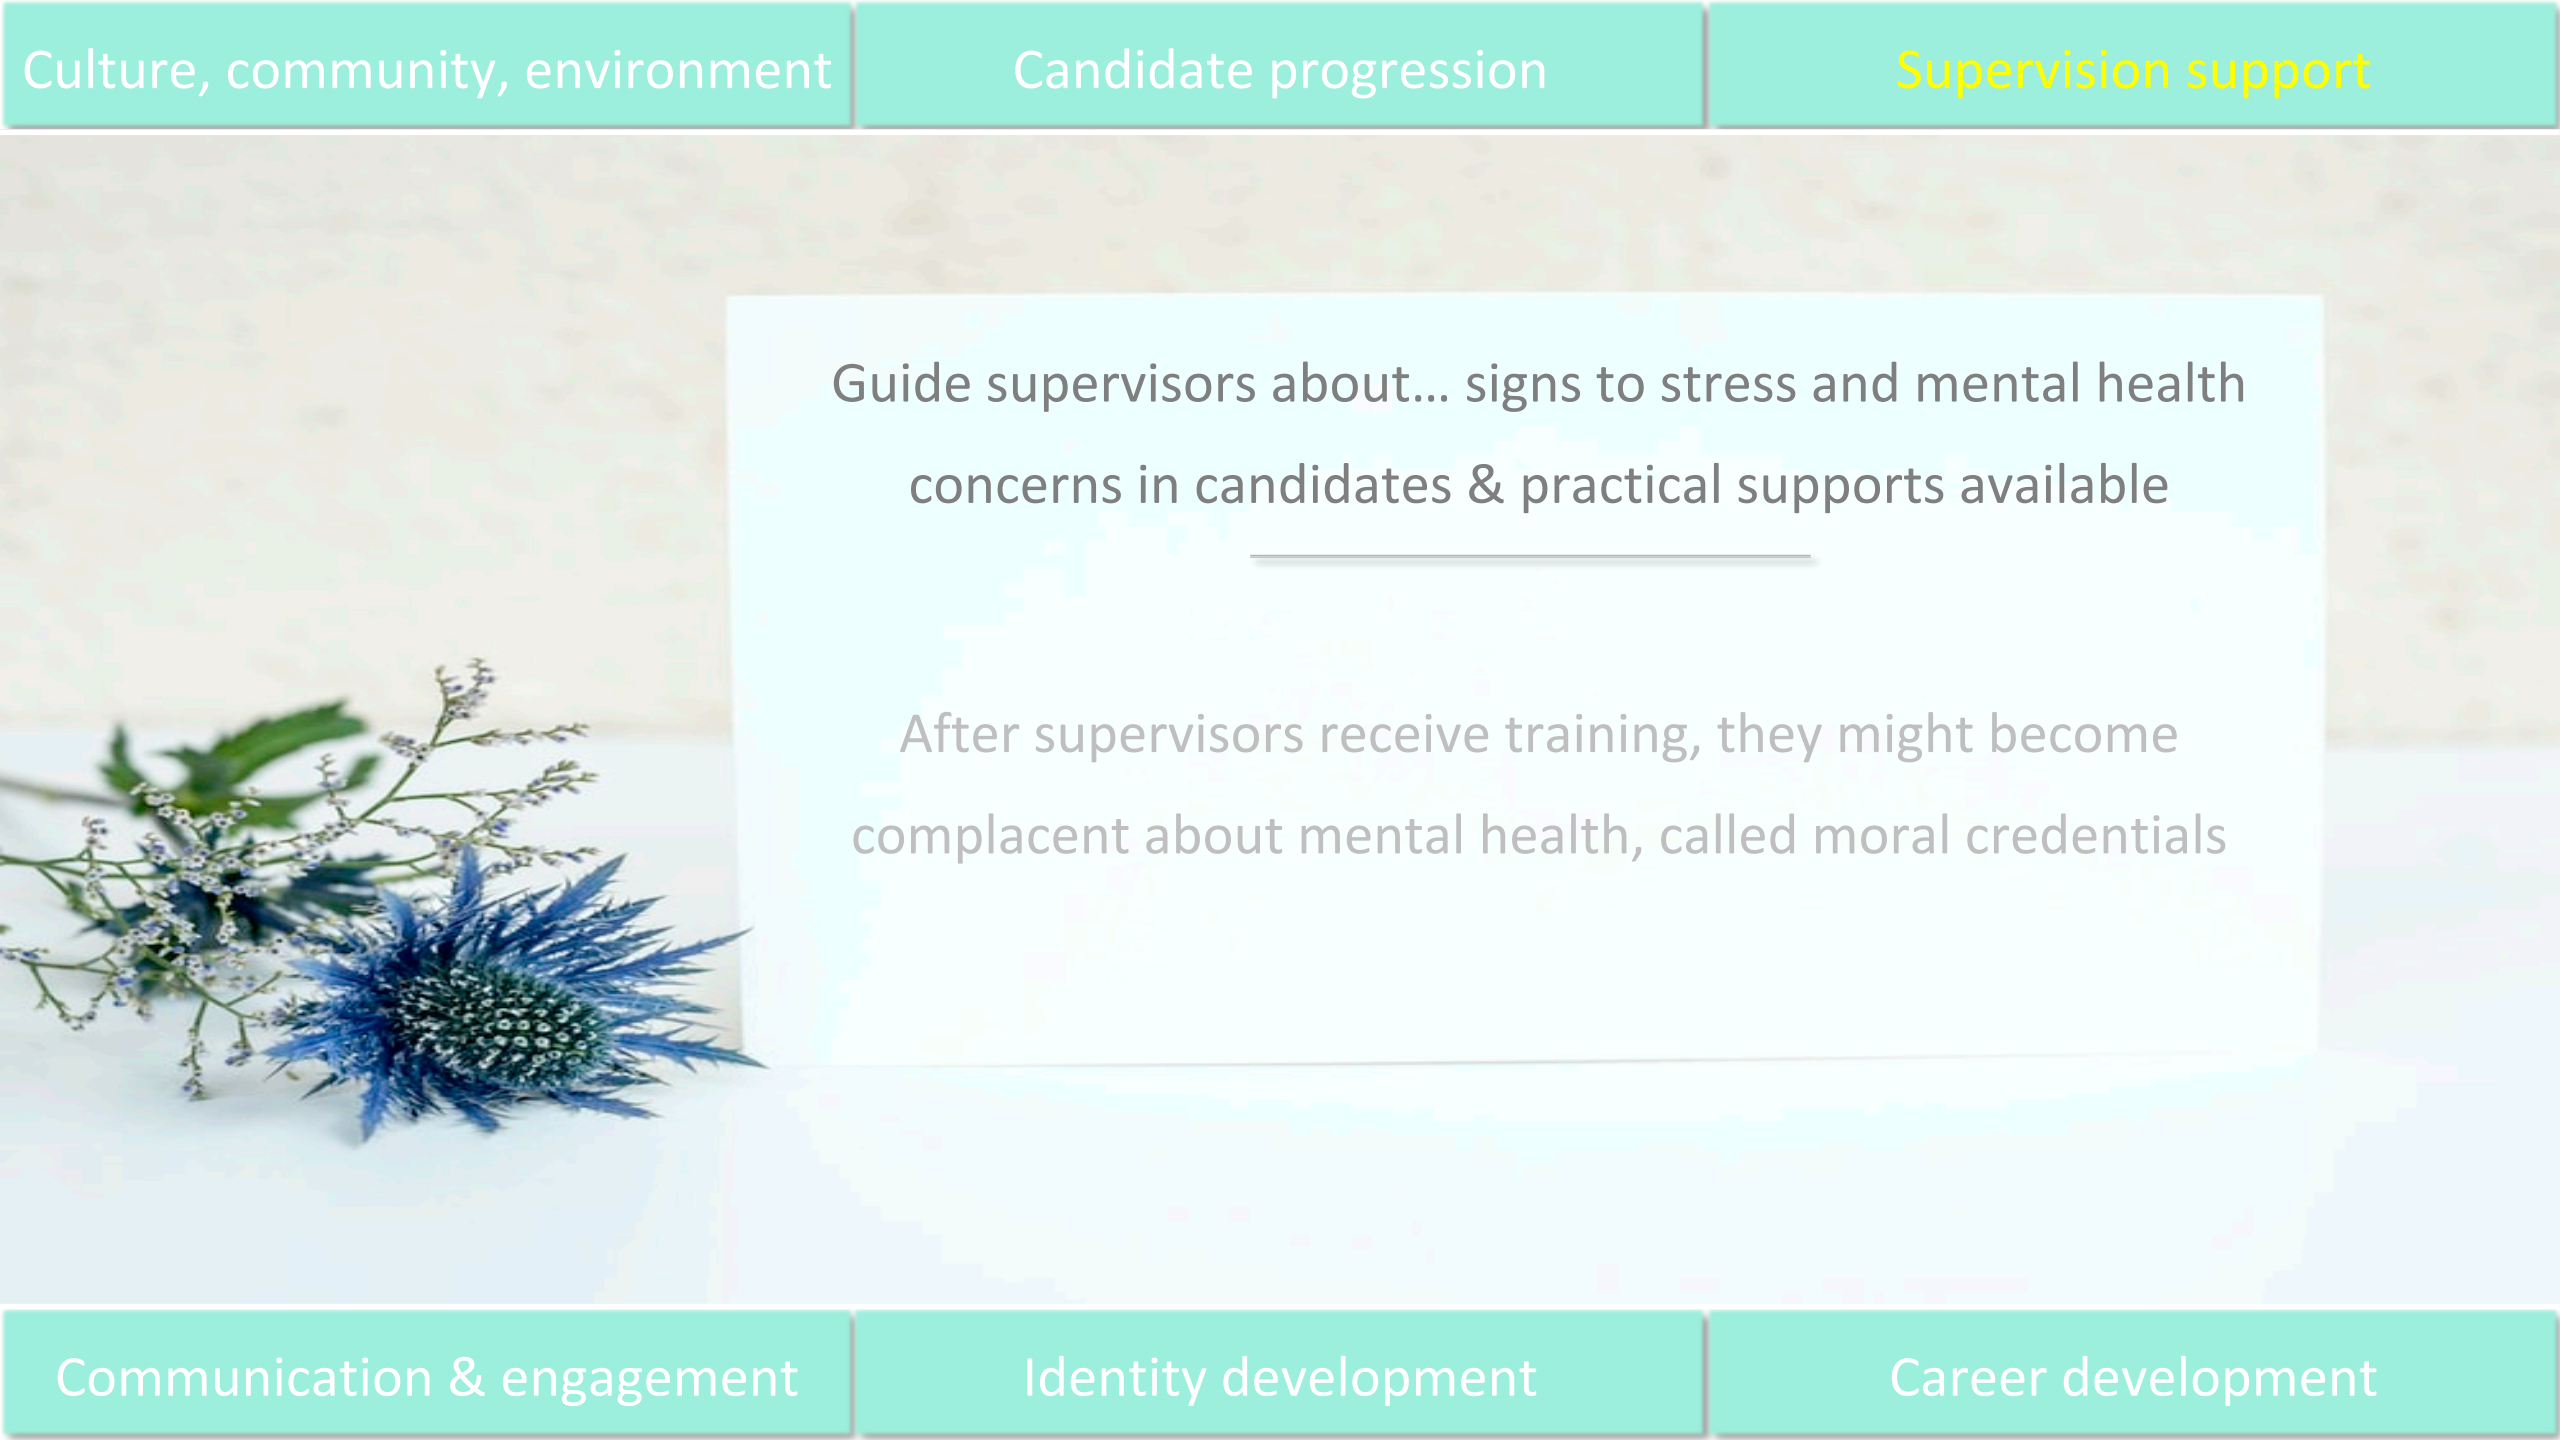 Culture, community, environment
Candidate progression
Supervision support
Guide supervisors about… signs to stress and mental health
concerns in candidates & practical supports available
After supervisors receive training, they might become
complacent about mental health, called moral credentials
Communication & engagement
Identity development
Career development